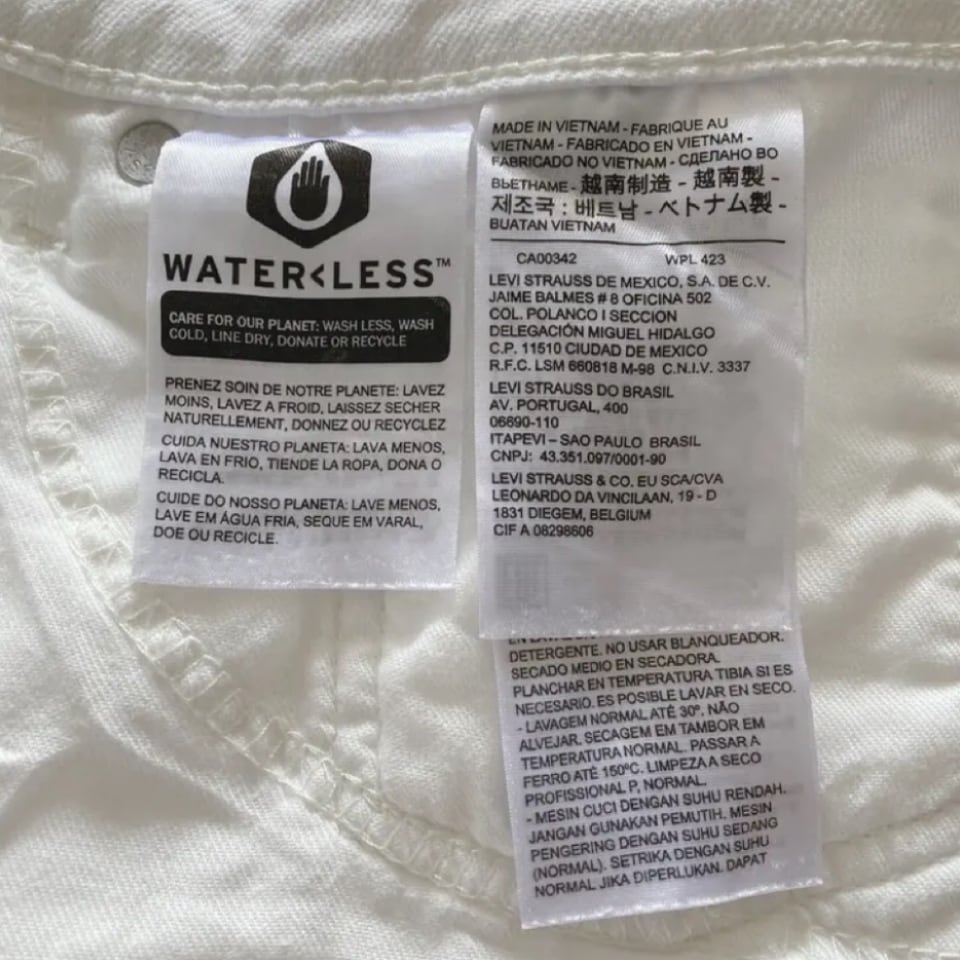 WATER<LESS™
CARE FOR OUR PLANET: WASH LESS, WASH
COLD, LINE DRY, DONATE OR RECYCLE
PRENEZ SOIN DE NOTRE PLANETE: LAVEZ
MOINS, LAVEZ A FROID, LAISSEZ SECHER
NATURELLEMENT, DONNEZ OU RECYCLEZ
CUIDA NUESTRO PLANETA: LAVA MENOS,
LAVA EN FRIO, TIENDE LA ROPA, DONA O
RECICLA.
CUIDE DO NOSSO PLANETA: LAVE MENOS,
LAVE EM ÁGUA FRIA, SEQUE EM VARAL,
DOE OU RECICLE.
MADE IN VIETNAM - FABRIQUE AU
VIETNAM - FABRICADO EN VIETNAM -
FABRICADO NO VIETNAM - СДЕЛАНО ВО
ВЬЕТНАМЕ - 越南制造 - 越南製 -
제조국 : 베트남 - ベトナム製 -
BUATAN VIETNAM
CA00342 WPL 423
LEVI STRAUSS DE MEXICO, S.A. DE C.V.
JAIME BALMES # 8 OFICINA 502
COL. POLANCO I SECCION
DELEGACIÓN MIGUEL HIDALGO
C.P. 11510 CIUDAD DE MEXICO
R.F.C. LSM 660818 M-98 C.N.I.V. 3337
LEVI STRAUSS DO BRASIL
AV. PORTUGAL, 400
06690-110
ITAPEVI – SAO PAULO BRASIL
CNPJ: 43.351.097/0001-90
LEVI STRAUSS & CO. EU SCA/CVA
LEONARDO DA VINCILAAN, 19 - D
1831 DIEGEM, BELGIUM
CIF A 08298606
DETERGENTE. NO USAR BLANQUEADOR.
SECADO MEDIO EN SECADORA.
PLANCHAR EN TEMPERATURA TIBIA SI ES
NECESARIO. ES POSIBLE LAVAR EN SECO.
- LAVAGEM NORMAL ATÉ 30º, NÃO
ALVEJAR. SECAGEM EM TAMBOR EM
TEMPERATURA NORMAL. PASSAR A
FERRO ATÉ 150ºC. LIMPEZA A SECO
PROFISSIONAL P, NORMAL.
- MESIN CUCI DENGAN SUHU RENDAH.
JANGAN GUNAKAN PEMUTIH. MESIN
PENGERING DENGAN SUHU SEDANG
(NORMAL). SETRIKA DENGAN SUHU
NORMAL JIKA DIPERLUKAN. DAPAT